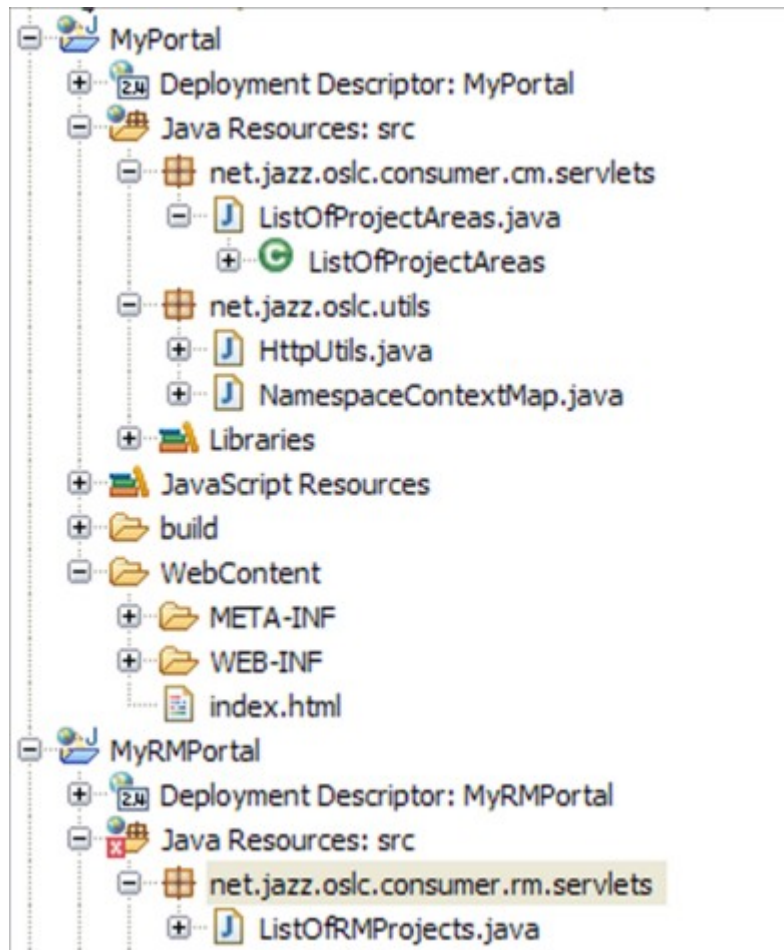 MyPortal
Deployment Descriptor: MyPortal
Java Resources: src
net.jazz.oslc.consumer.cm.servlets
ListOfProjectAreas.java
ListOfProjectAreas
net.jazz.oslc.utils
HttpUtils.java
NamespaceContextMap.java
Libraries
JavaScript Resources
build
WebContent
META-INF
WEB-INF
index.html
MyRMPortal
Deployment Descriptor: MyRMPortal
Java Resources: src
net.jazz.oslc.consumer.rm.servlets
ListOfRMProjects.java